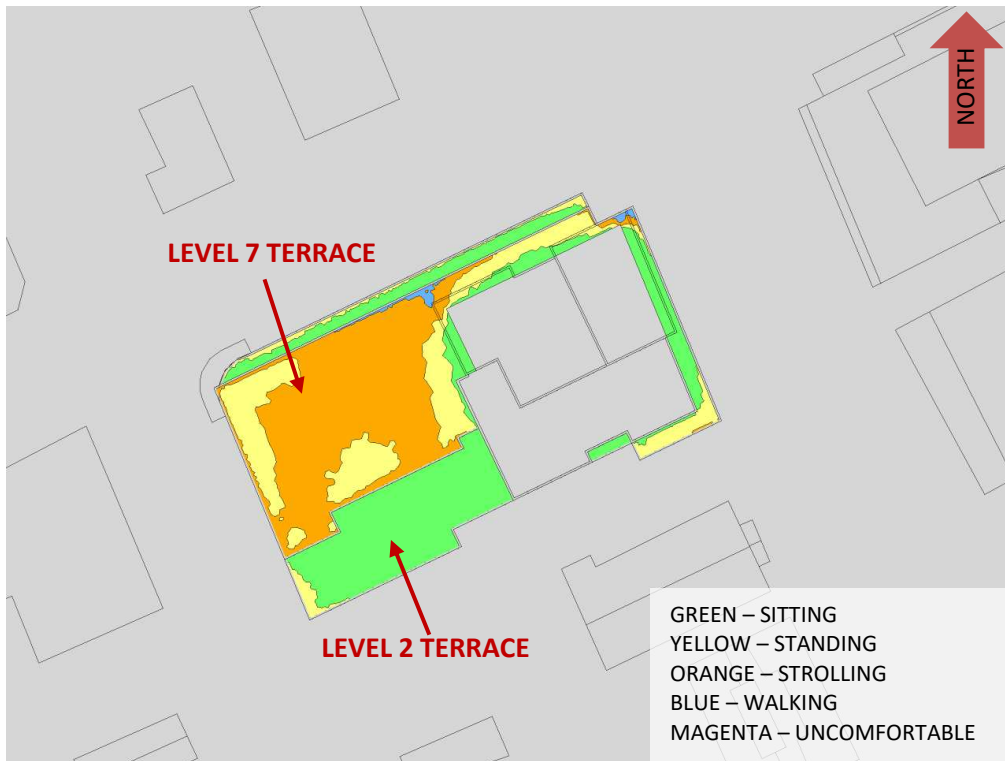 NORTH
LEVEL 7 TERRACE
LEVEL 2 TERRACE
GREEN – SITTING
YELLOW – STANDING
ORANGE – STROLLING
BLUE – WALKING
MAGENTA – UNCOMFORTABLE